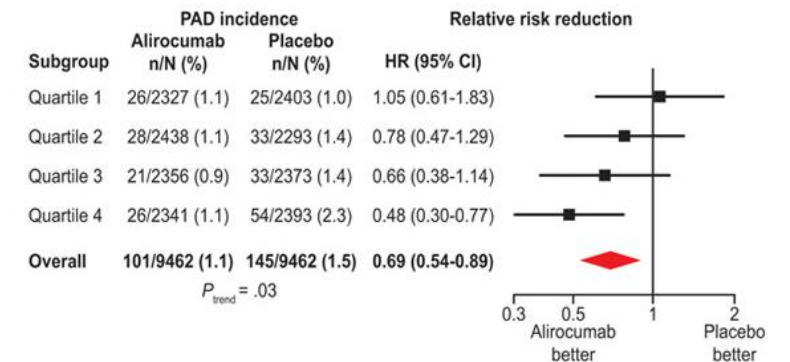 PAD incidence Relative risk reduction
Alirocumab Placebo
Subgroup n/N (%) n/N (%) HR (95% CI)
Quartile 1 26/2327 (1.1) 25/2403 (1.0) 1.05 (0.61-1.83)
Quartile 2 28/2438 (1.1) 33/2293 (1.4) 0.78 (0.47-1.29)
Quartile 3 21/2356 (0.9) 33/2373 (1.4) 0.66 (0.38-1.14)
Quartile 4 26/2341 (1.1) 54/2393 (2.3) 0.48 (0.30-0.77)
Overall 101/9462 (1.1) 145/9462 (1.5) 0.69 (0.54-0.89)
Ptrend = .03
0.3 0.5 1 2
Alirocumab Placebo
better better